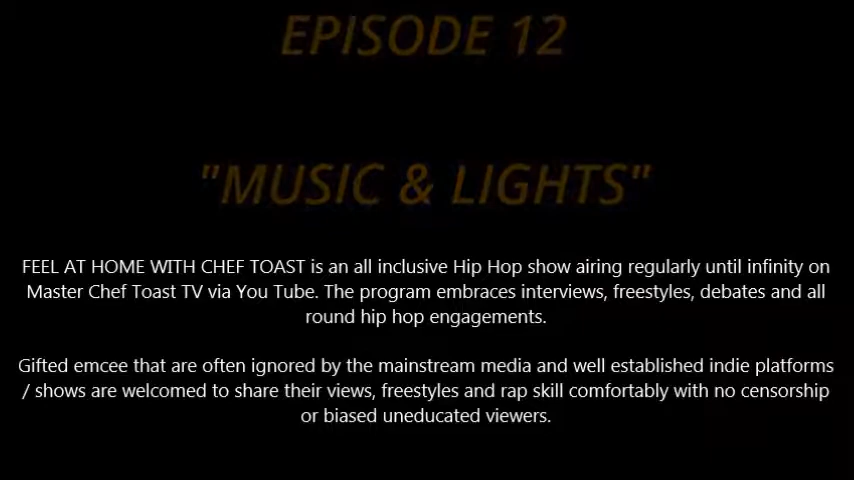 EPISODE 12
"MUSIC & LIGHTS"
FEEL AT HOME WITH CHEF TOAST is an all inclusive Hip Hop show airing regularly until infinity on
Master Chef Toast TV via You Tube. The program embraces interviews, freestyles, debates and all
round hip hop engagements.
Gifted emcee that are often ignored by the mainstream media and well established indie platforms
/ shows are welcomed to share their views, freestyles and rap skill comfortably with no censorship
or biased uneducated viewers.